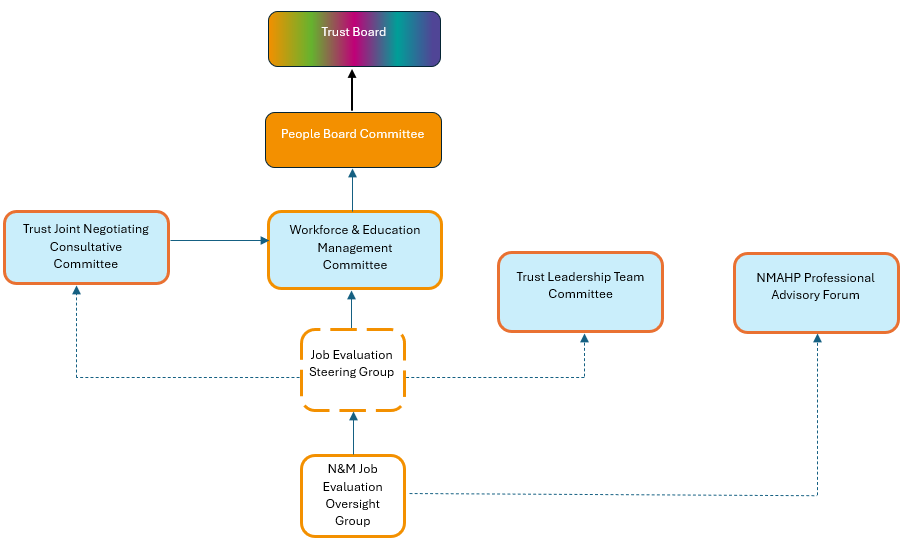 Trust Board
People Board Committee
Trust Joint Negotiating
Consultative
Committee
Workforce & Education
Management
Committee
Trust Leadership Team
Committee
NMAHP Professional
Advisory Forum
Job Evaluation
Steering Group
N&M Job
Evaluation
Oversight
Group